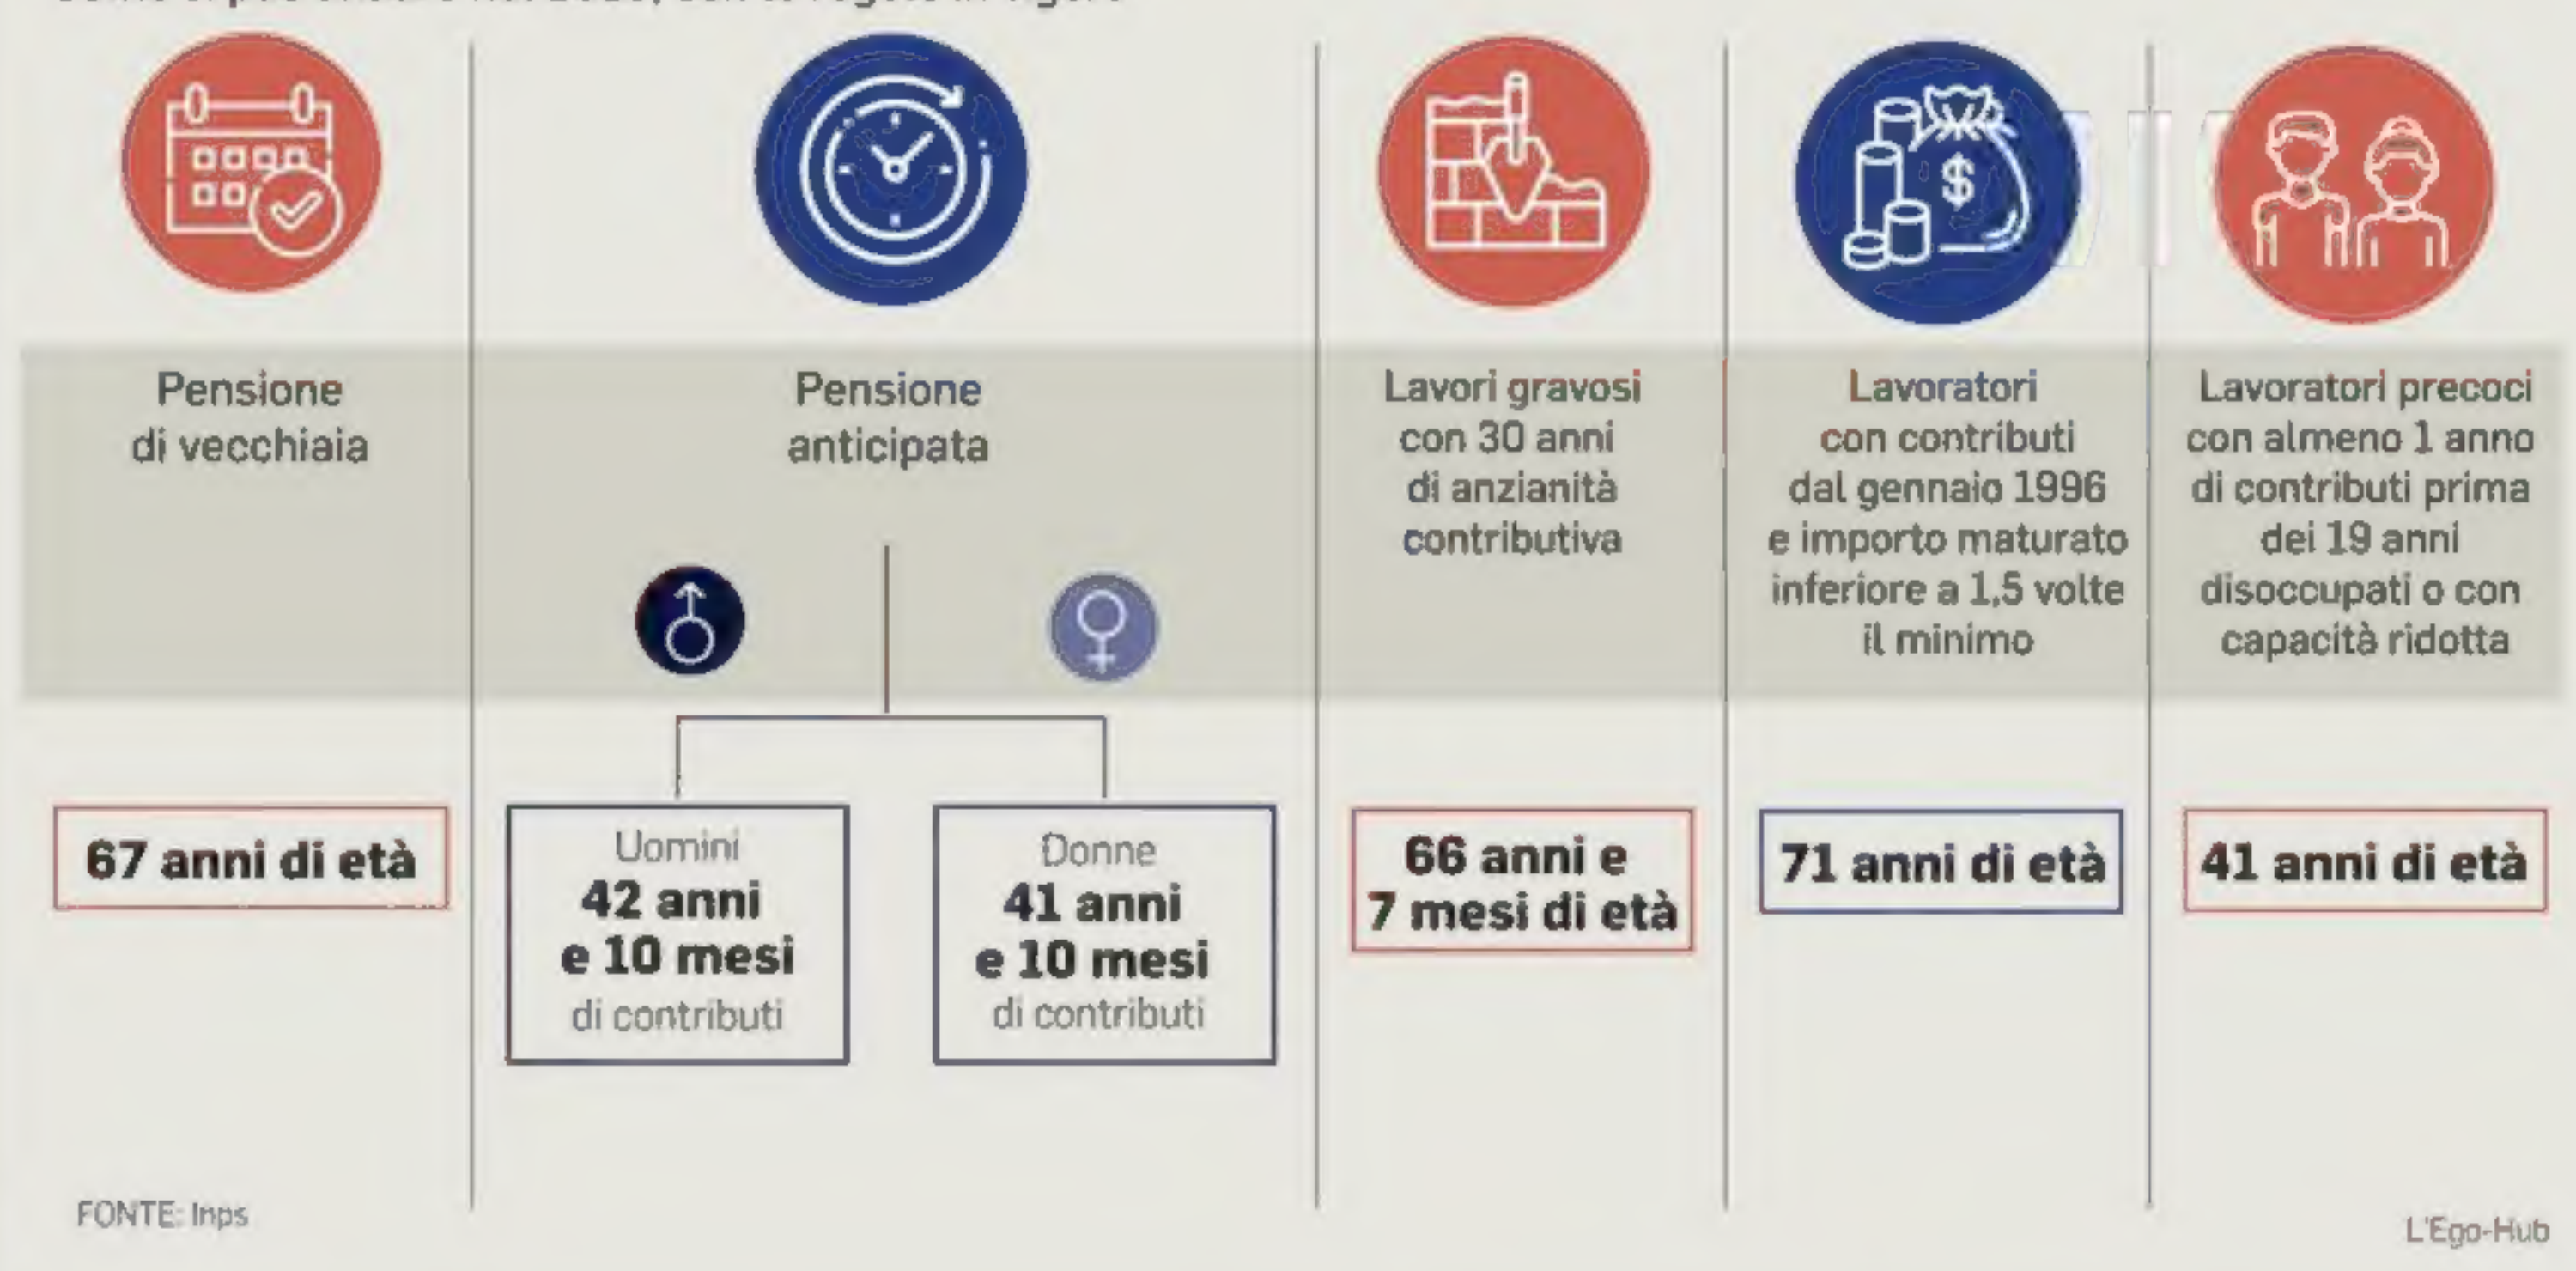 Pensione
di vecchiaia
67 anni di età
Pensione
anticipata
Uomini
42 anni
e 10 mesi
di contributi
Donne
41 anni
e 10 mesi
di contributi
Lavori gravosi
con 30 anni
di anzianità
contributiva
66 anni e
7 mesi di età
Lavoratori
con contributi
dal gennaio 1996
e importo maturato
inferiore a 1,5 volte
il minimo
71 anni di età
Lavoratori precoci
con almeno 1 anno
di contributi prima
dei 19 anni
disoccupati o con
capacità ridotta
41 anni di età
FONTE: Inps
L'Ego-Hub